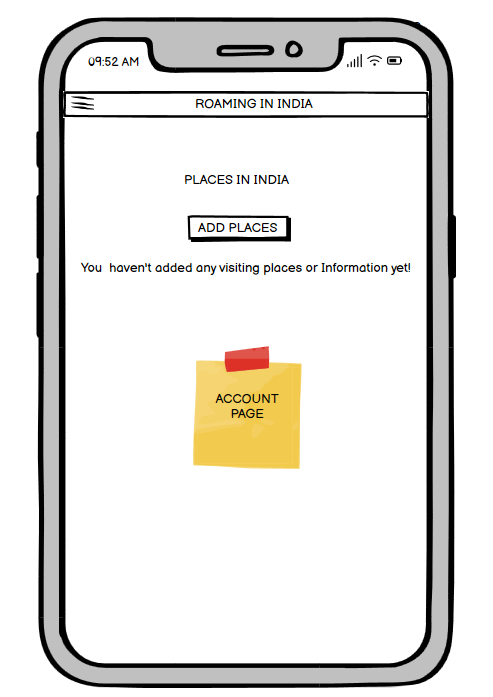 09:52 AM
ROAMING IN INDIA
PLACES IN INDIA
ADD PLACES
You haven't added any visiting places or Information yet!
ACCOUNT
PAGE